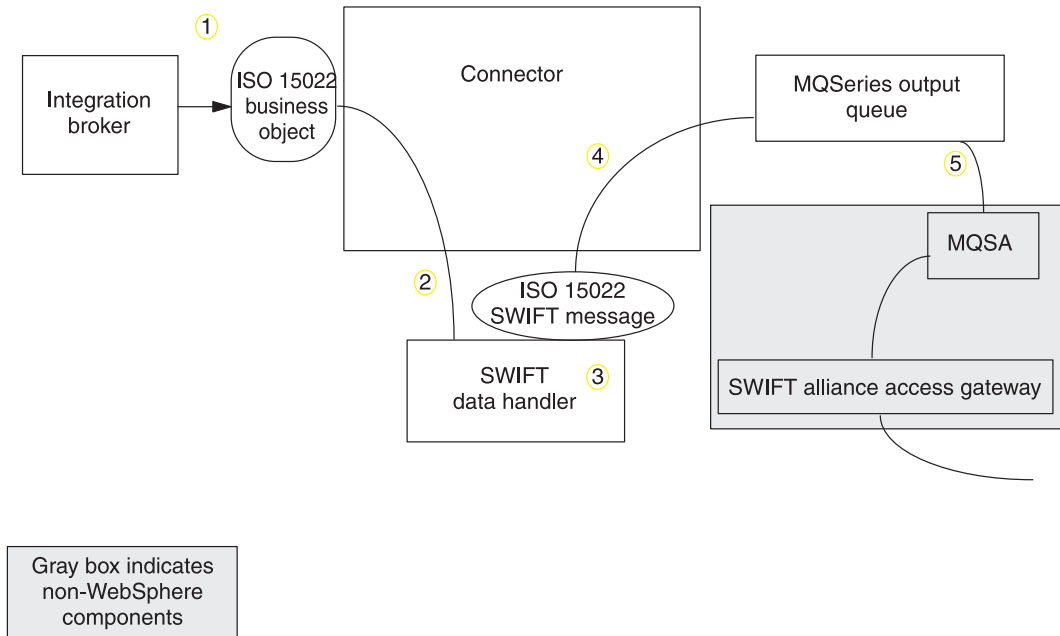 1
Integration
broker
ISO 15022
business
object
Connector
MQSeries output
queue
4
5
MQSA
2
ISO 15022
SWIFT message
SWIFT
data handler
3
SWIFT alliance access gateway
Gray box indicates
non-WebSphere
components